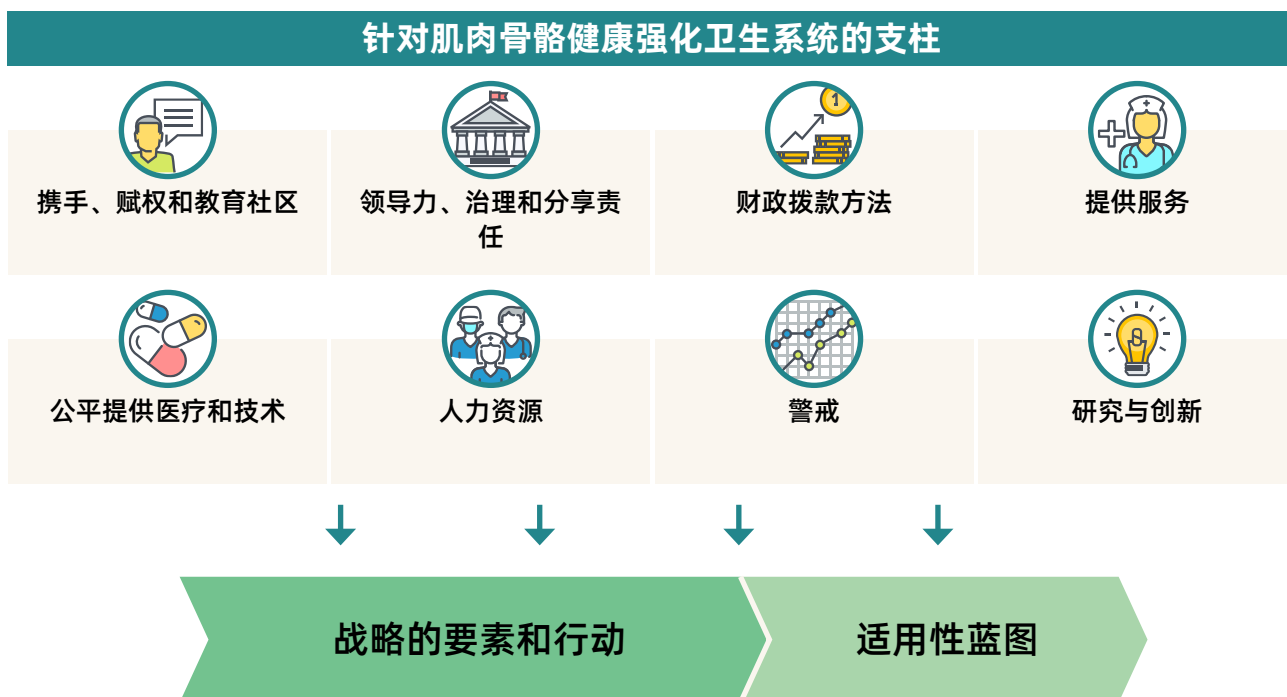 针对肌肉骨骼健康强化卫生系统的支柱
1
携手、赋权和教育社区
领导力、治理和分享责
任
财政拨款方法
提供服务
公平提供医疗和技术
人力资源
警戒
研究与创新
战略的要素和行动
适用性蓝图